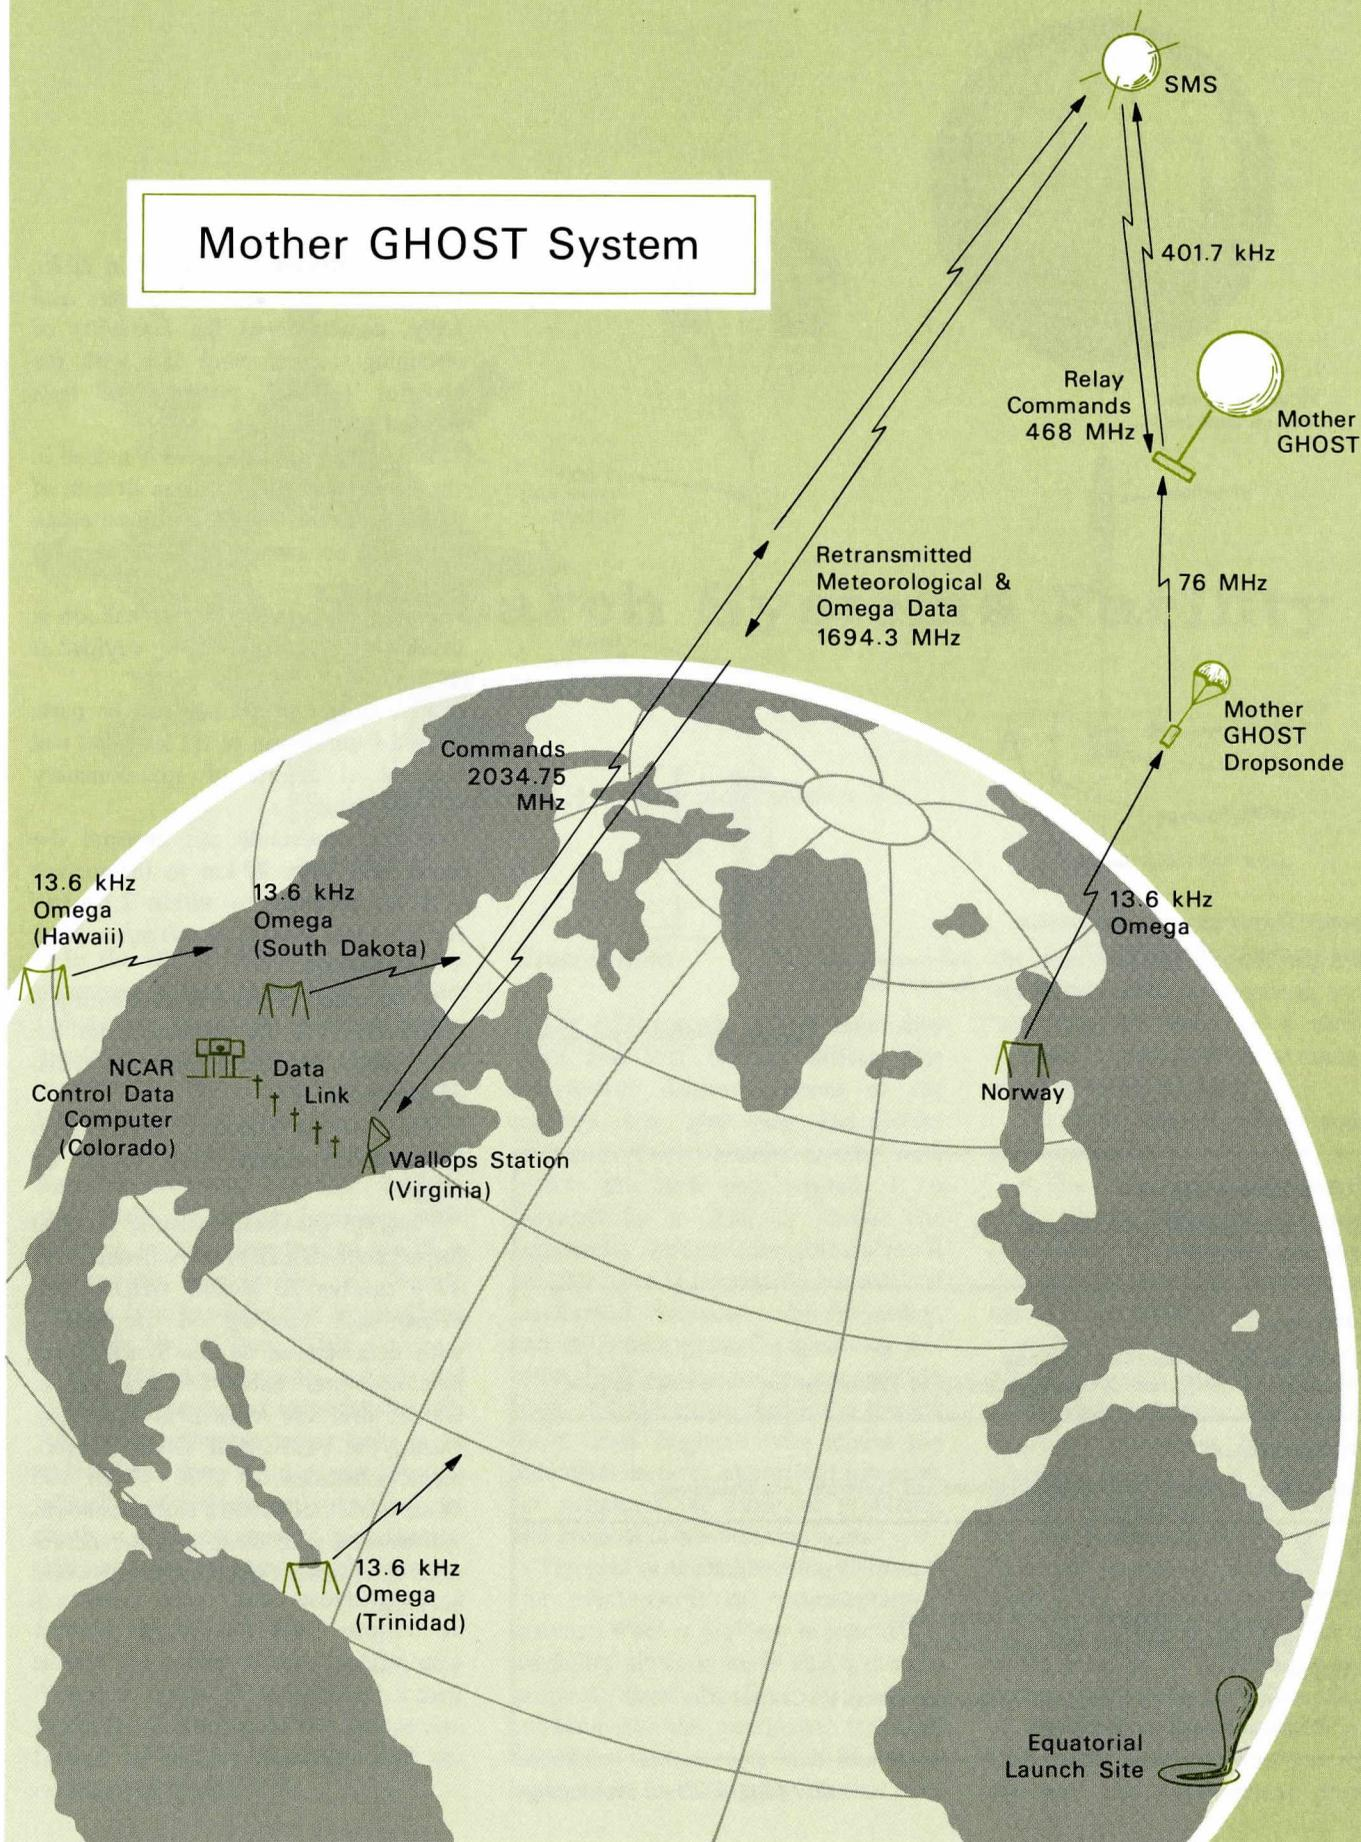 SMS
Mother GHOST System
401.7 kHz
Relay
Commands
468 MHz
Mother
GHOST
Retransmitted
Meteorological &
Omega Data
1694.3 MHz
76 MHz
Mother
GHOST
Dropsonde
Commands
2034.75
MHz
13.6 kHz
Omega
(Hawaii)
13.6 kHz
Omega
(South Dakota)
13.6 kHz
Omega
NCAR
Control Data
Computer
(Colorado)
Data
Link
Norway
Wallops Station
(Virginia)
13.6 kHz
Omega
(Trinidad)
Equatorial
Launch Site